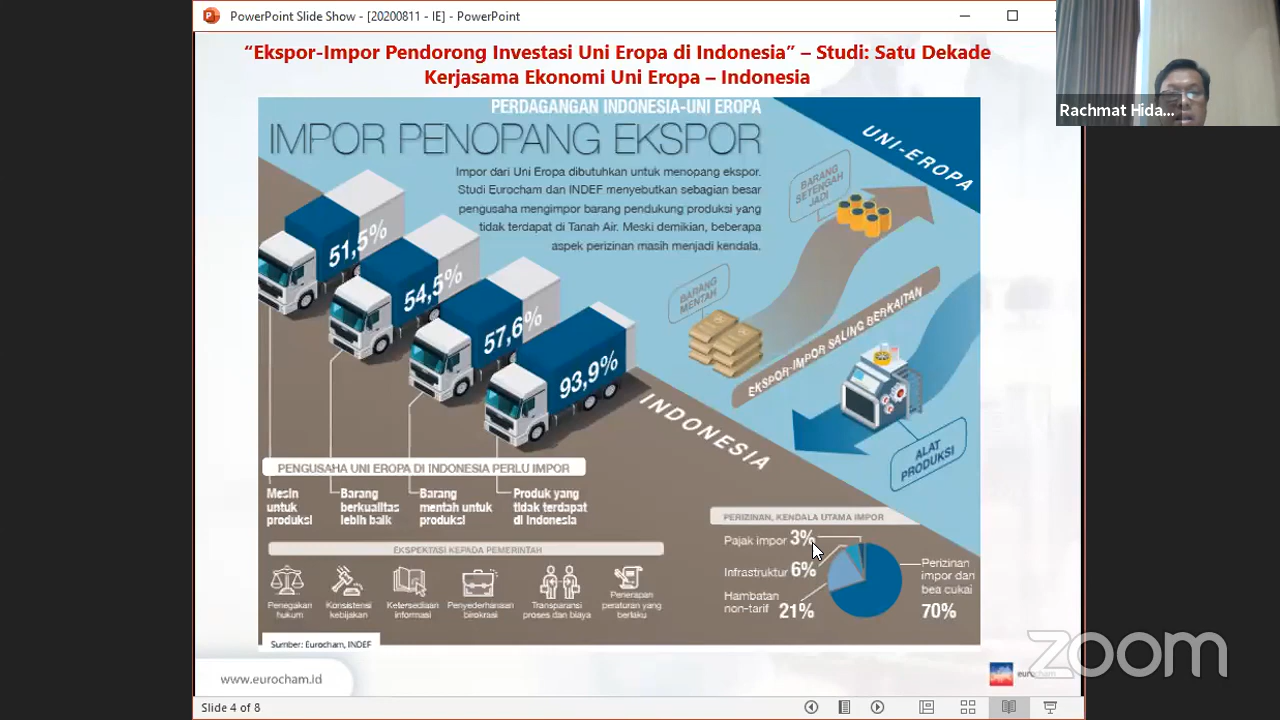 PowerPoint Slide Show - [20200811 - IE] - PowerPoint
“Ekspor-Impor Pendorong Investasi Uni Eropa di Indonesia” – Studi: Satu Dekade
Kerjasama Ekonomi Uni Eropa – Indonesia
Rachmat Hida...
PERDAGANGAN INDONESIA-UNI EROPA
IMPOR PENOPANG EKSPOR
Impor dari Uni Eropa dibutuhkan untuk menopang ekspor.
Studi Eurocham dan INDEF menyebutkan sebagian besar
pengusaha mengimpor barang pendukung produksi yang
tidak terdapat di Tanah Air. Meski demikian, beberapa
aspek perizinan masih menjadi kendala.
UNI-EROPA
BARANG
SETENGAH
JADI
BARANG
MENTAH
EKSPOR-IMPOR SALING BERKAITAN
ALAT
PRODUKSI
INDONESIA
51,5%
54,5%
57,6%
93,9%
PENGUSAHA UNI EROPA DI INDONESIA PERLU IMPOR
Mesin
untuk
produksi
Barang
berkualitas
lebih baik
Barang
mentah untuk
produksi
Produk yang
tidak terdapat
di Indonesia
EKSPEKTASI KEPADA PEMERINTAH
Penegakan
hukum
Konsistensi
kebijakan
Ketersediaan
informasi
Penyederhanaan
birokrasi
Transparansi
proses dan biaya
Penerapan
peraturan yang
berlaku
PERIZINAN, KENDALA UTAMA IMPOR
Pajak impor 3%
Infrastruktur 6%
Hambatan
non-tarif 21%
Perizinan
impor dan
bea cukai
70%
Sumber: Eurocham, INDEF
www.eurocham.id
zoom
Slide 4 of 8